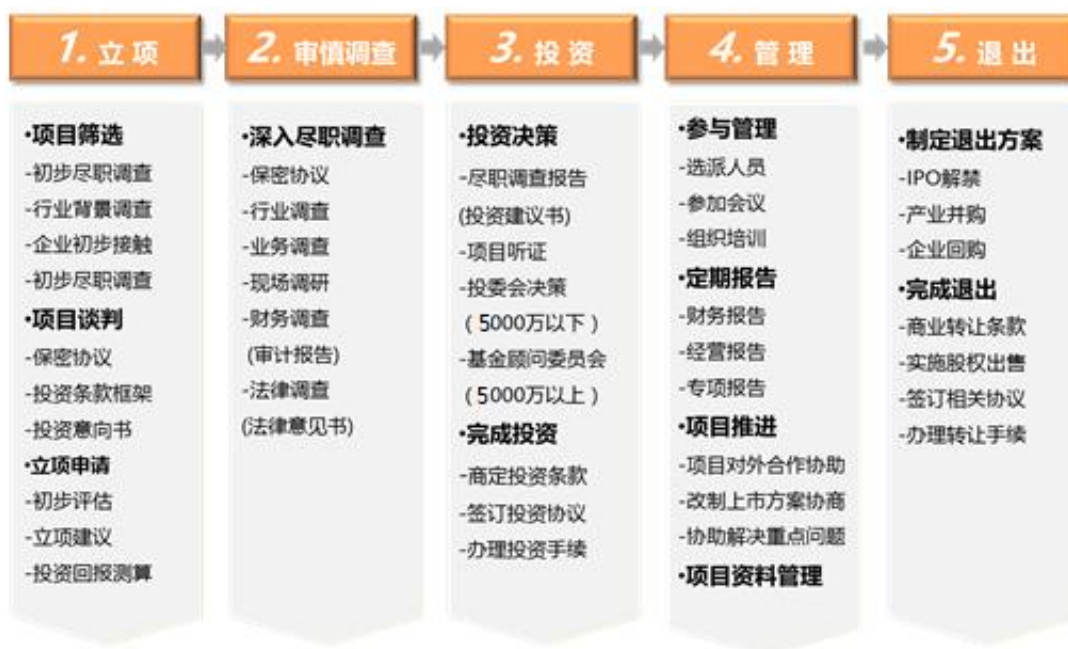 1. 立项
2. 审慎调查
3. 投资
4. 管理
5. 退出
·项目筛选
-初步尽职调查
-行业背景调查
-企业初步接触
-初步尽职调查
·项目谈判
-保密协议
-投资条款框架
-投资意向书
·立项申请
-初步评估
-立项建议
-投资回报测算
·深入尽职调查
-保密协议
-行业调查
-业务调查
-现场调研
-财务调查
(审计报告)
-法律调查
(法律意见书)
·投资决策
-尽职调查报告
(投资建议书)
-项目听证
-投委会决策
（5000万以下）
-基金顾问委员会
（5000万以上）
·完成投资
-商定投资条款
-签订投资协议
-办理投资手续
·参与管理
-选派人员
-参加会议
-组织培训
·定期报告
-财务报告
-经营报告
-专项报告
·项目推进
-项目对外合作协助
-改制上市方案协商
-协助解决重点问题
·项目资料管理
·制定退出方案
-IPO解禁
-产业并购
-企业回购
·完成退出
-商业转让条款
-实施股权出售
-签订相关协议
-办理转让手续